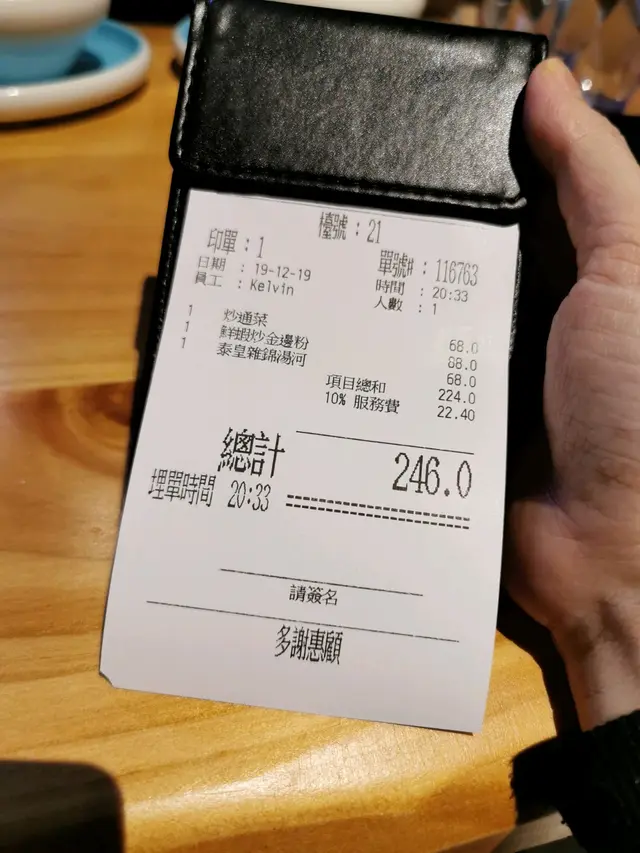 檯號 : 21
印單 : 1 單號# : 116763
日期 : 19-12-19 時間 : 20:33
員工 : Kelvin 人數 : 1
1 炒通菜 68.0
1 鮮蝦炒金邊粉 88.0
1 泰皇雜錦湯河 68.0
項目總和 224.0
10% 服務費 22.40
總計 246.0
埋單時間 20:33
請簽名
多謝惠顧